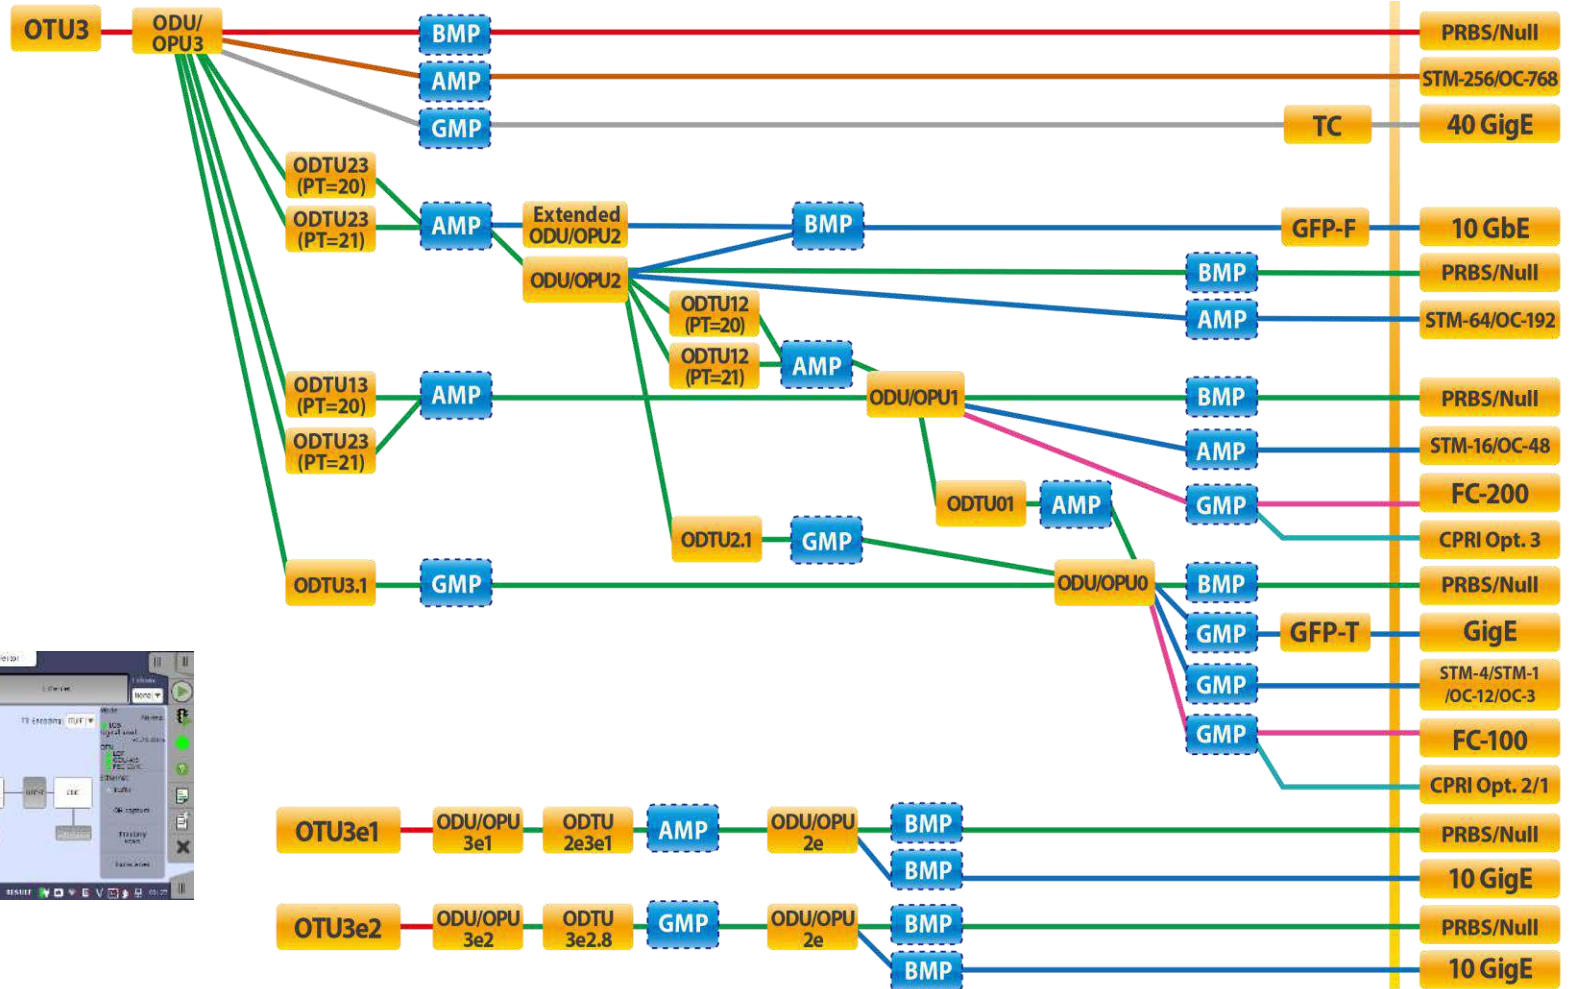 OTU3
ODU/
OPU3
BMP
PRBS/Null
AMP
STM-256/OC-768
GMP
TC
40 GigE
ODTU23
(PT=20)
ODTU23
(PT=21)
AMP
Extended
ODU/OPU2
BMP
GFP-F
10 GbE
ODU/OPU2
BMP
PRBS/Null
ODTU12
(PT=20)
AMP
STM-64/OC-192
ODTU12
(PT=21)
AMP
ODTU13
(PT=20)
AMP
ODU/OPU1
BMP
PRBS/Null
ODTU23
(PT=21)
AMP
STM-16/OC-48
ODTU01
AMP
GMP
FC-200
CPRI Opt. 3
ODTU2.1
GMP
ODTU3.1
GMP
ODU/OPU0
BMP
PRBS/Null
GMP
GFP-T
GigE
GMP
STM-4/STM-1
/OC-12/OC-3
GMP
FC-100
CPRI Opt. 2/1
OTU3e1
ODU/OPU
3e1
ODTU
2e3e1
AMP
ODU/OPU
2e
BMP
PRBS/Null
BMP
10 GigE
OTU3e2
ODU/OPU
3e2
ODTU
3e2.8
GMP
ODU/OPU
2e
BMP
PRBS/Null
BMP
10 GigE
RESULT